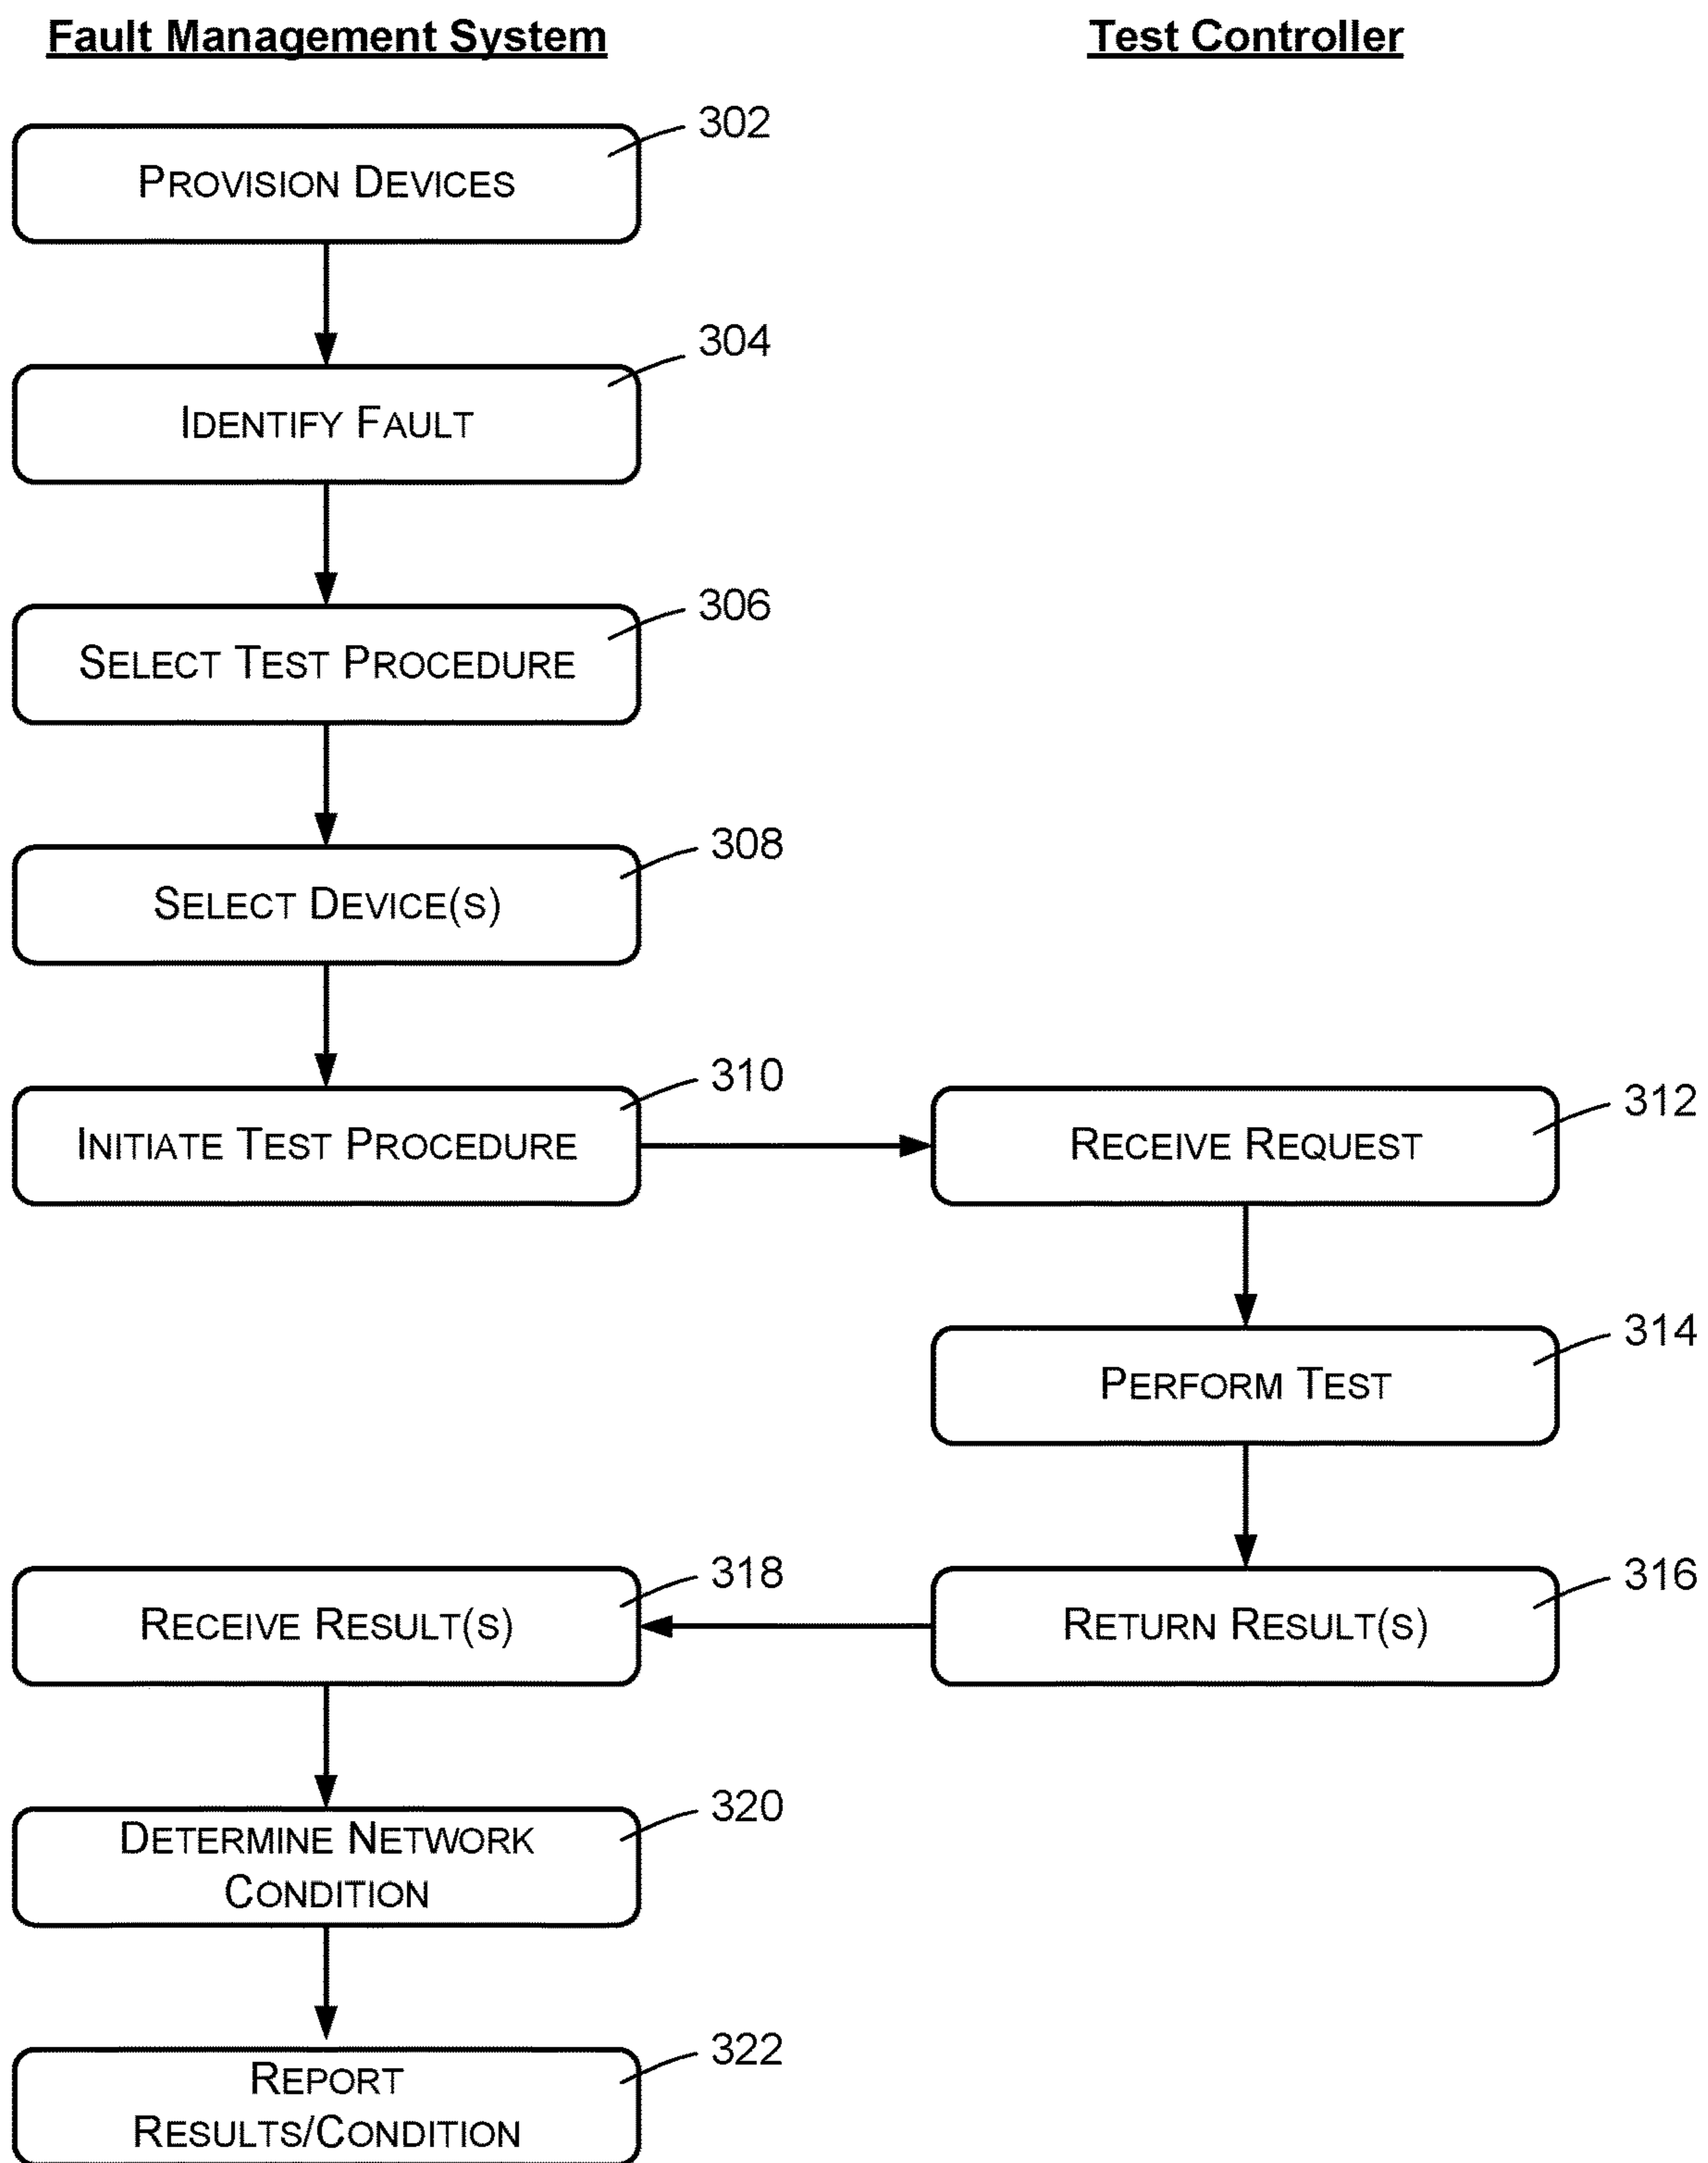 Fault Management System
Test Controller
302
PROVISION DEVICES
304
IDENTIFY FAULT
306
SELECT TEST PROCEDURE
308
SELECT DEVICE(S)
310
INITIATE TEST PROCEDURE
312
RECEIVE REQUEST
314
PERFORM TEST
316
RETURN RESULT(S)
318
RECEIVE RESULT(S)
320
DETERMINE NETWORK
CONDITION
322
REPORT
RESULTS/CONDITION